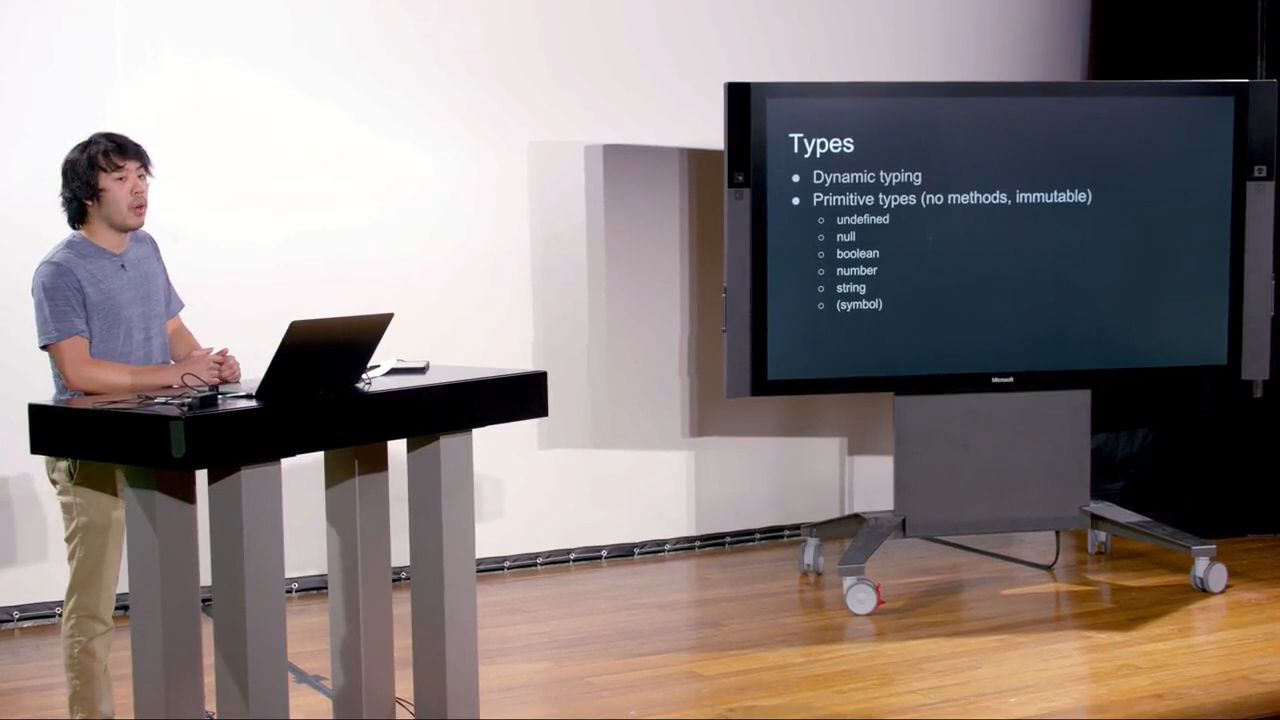 Types
● Dynamic typing
● Primitive types (no methods, immutable)
○ undefined
○ null
○ boolean
○ number
○ string
○ (symbol)
Microsoft